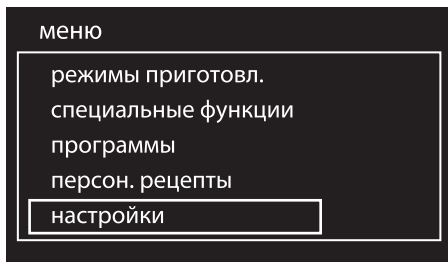 меню
режимы приготовл.
специальные функции
программы
персон. рецепты
настройки